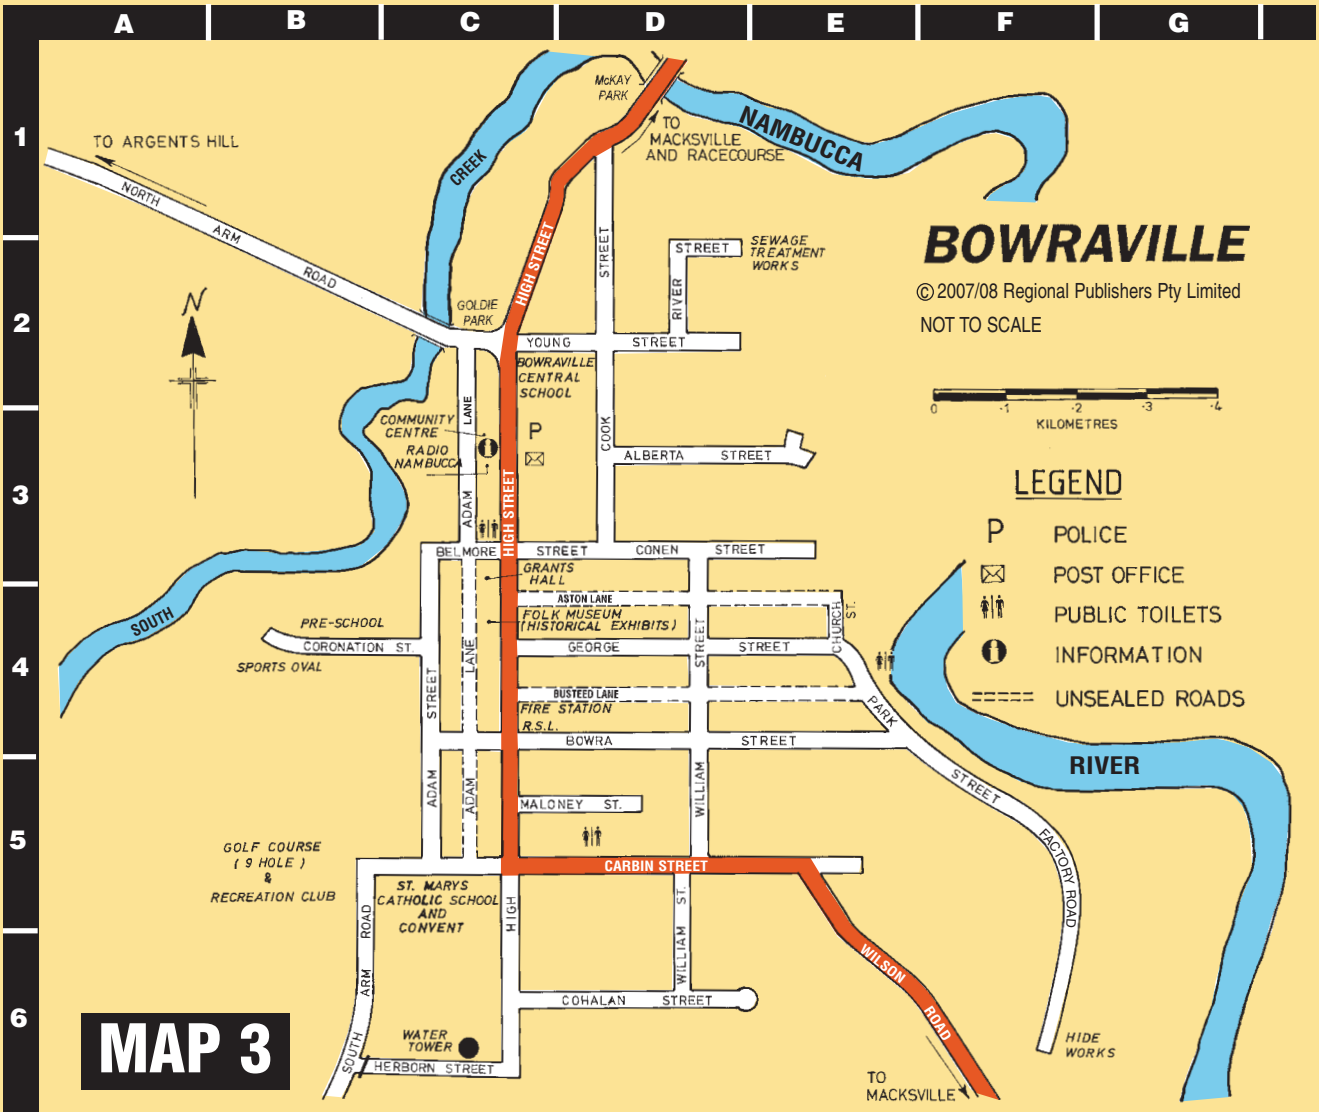 A B C D E F G
1
2
3
4
5
6
McKAY
PARK
TO
MACKSVILLE
AND RACECOURSE
NAMBUCCA
TO ARGENTS HILL
NORTH ARM ROAD
CREEK
HIGH STREET
STREET
STREET
SEWAGE
TREATMENT
WORKS
RIVER
BOWRAVILLE
© 2007/08 Regional Publishers Pty Limited
NOT TO SCALE
N
GOLDIE
PARK
YOUNG STREET
BOWRAVILLE
CENTRAL
SCHOOL
0 ·1 ·2 ·3 ·4
KILOMETRES
COMMUNITY
CENTRE
RADIO
NAMBUCCA
LANE
ADAM
P
COOK
ALBERTA STREET
HIGH STREET
LEGEND
P POLICE
POST OFFICE
PUBLIC TOILETS
INFORMATION
UNSEALED ROADS
BELMORE STREET
CONEN STREET
GRANTS
HALL
ASTON LANE
FOLK MUSEUM
(HISTORICAL EXHIBITS)
CHURCH ST.
SOUTH
PRE-SCHOOL
CORONATION ST.
SPORTS OVAL
GEORGE STREET
STREET
LANE
STREET
BUSTEED LANE
FIRE STATION
R.S.L.
PARK STREET
BOWRA STREET
RIVER
ADAM
ADAM
WILLIAM
MALONEY ST.
FACTORY ROAD
GOLF COURSE
( 9 HOLE )
&
RECREATION CLUB
CARBIN STREET
ST. MARYS
CATHOLIC SCHOOL
AND
CONVENT
HIGH
WILLIAM ST.
SOUTH ARM ROAD
WILSON ROAD
COHALAN STREET
MAP 3
WATER
TOWER
HERBORN STREET
HIDE
WORKS
TO
MACKSVILLE